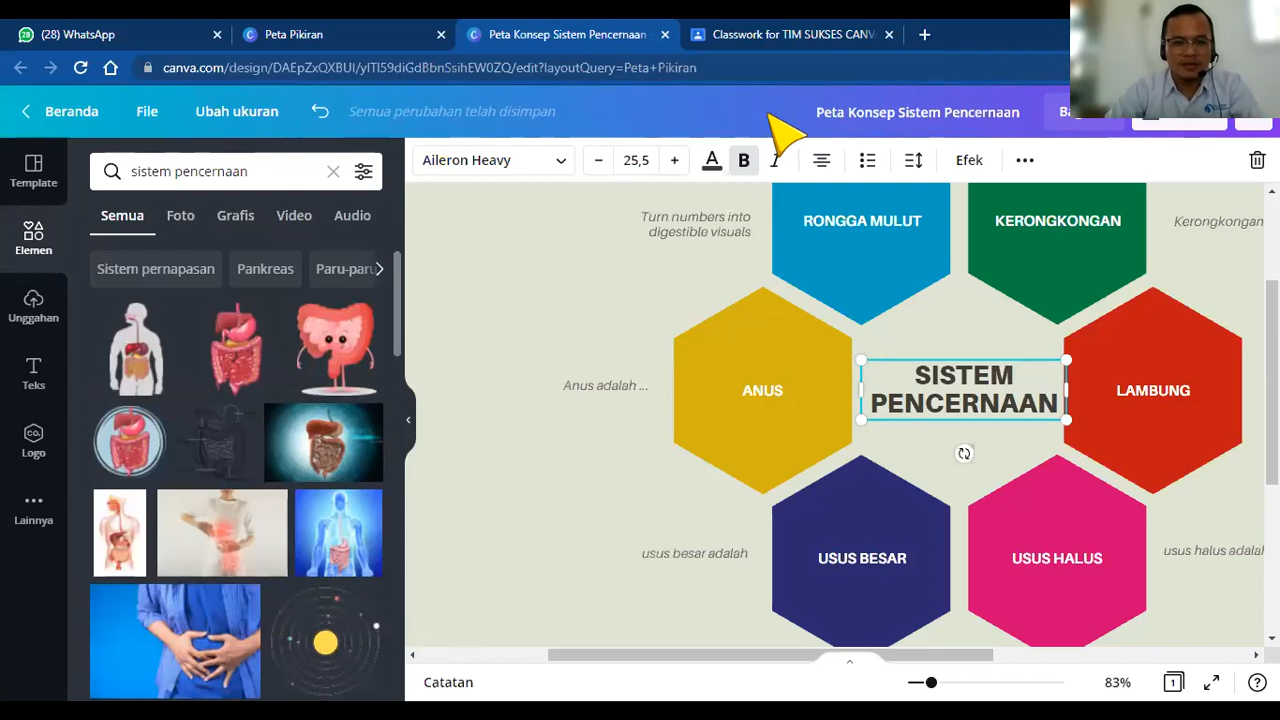 (28) WhatsApp
Peta Pikiran
Peta Konsep Sistem Pencernaan
Classwork for TIM SUKSES CANV
canva.com/design/DAEpZxQXBUI/ylTl59diGdBbnSsihEW0ZQ/edit?layoutQuery=Peta+Pikiran
Beranda
File
Ubah ukuran
Semua perubahan telah disimpan
Peta Konsep Sistem Pencernaan
Template
Elemen
Unggahan
Teks
co.
Logo
Lainnya
sistem pencernaan
Semua
Foto
Grafis
Video
Audio
Sistem pernapasan
Pankreas
Paru-paru
Aileron Heavy
25,5
A
B
I
Efek
Turn numbers into
digestible visuals
RONGGA MULUT
KERONGKONGAN
Kerongkongan
Anus adalah ...
ANUS
SISTEM
PENCERNAAN
LAMBUNG
usus besar adalah
USUS BESAR
USUS HALUS
usus halus adalah
Catatan
83%
1